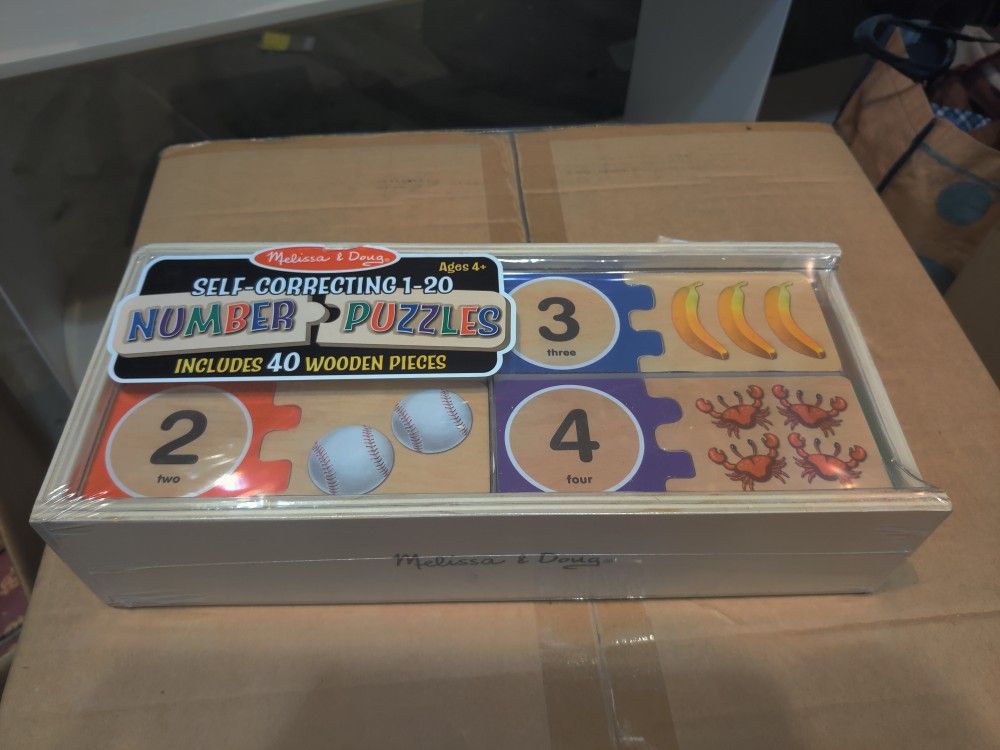 Melissa & Doug®
Ages 4+
SELF-CORRECTING 1-20
NUMBER PUZZLES
INCLUDES 40 WOODEN PIECES
3
three
2
two
4
four
Melissa & Doug®